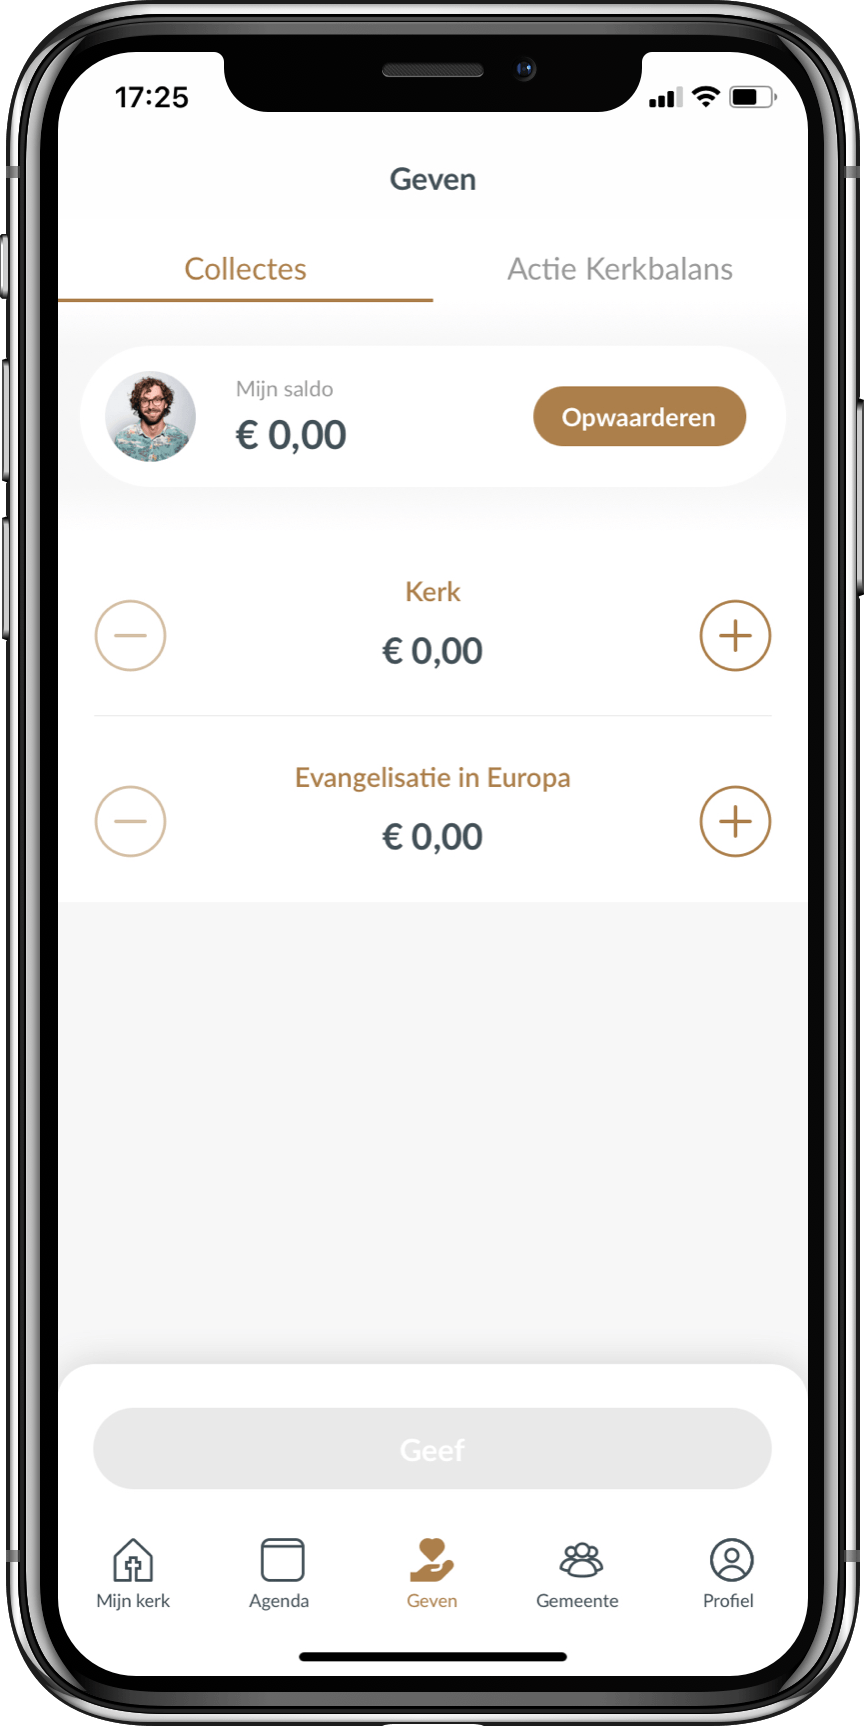 17:25
Geven
Collectes
Actie Kerkbalans
Mijn saldo
€ 0,00
Opwaarderen
Kerk
€ 0,00
Evangelisatie in Europa
€ 0,00
Geef
Mijn kerk
Agenda
Geven
Gemeente
Profiel